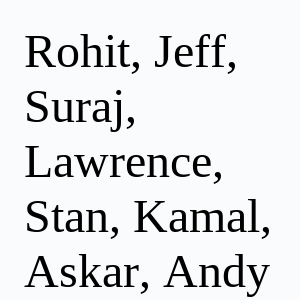 Rohit, Jeff,
Suraj,
Lawrence,
Stan, Kamal,
Askar, Andy